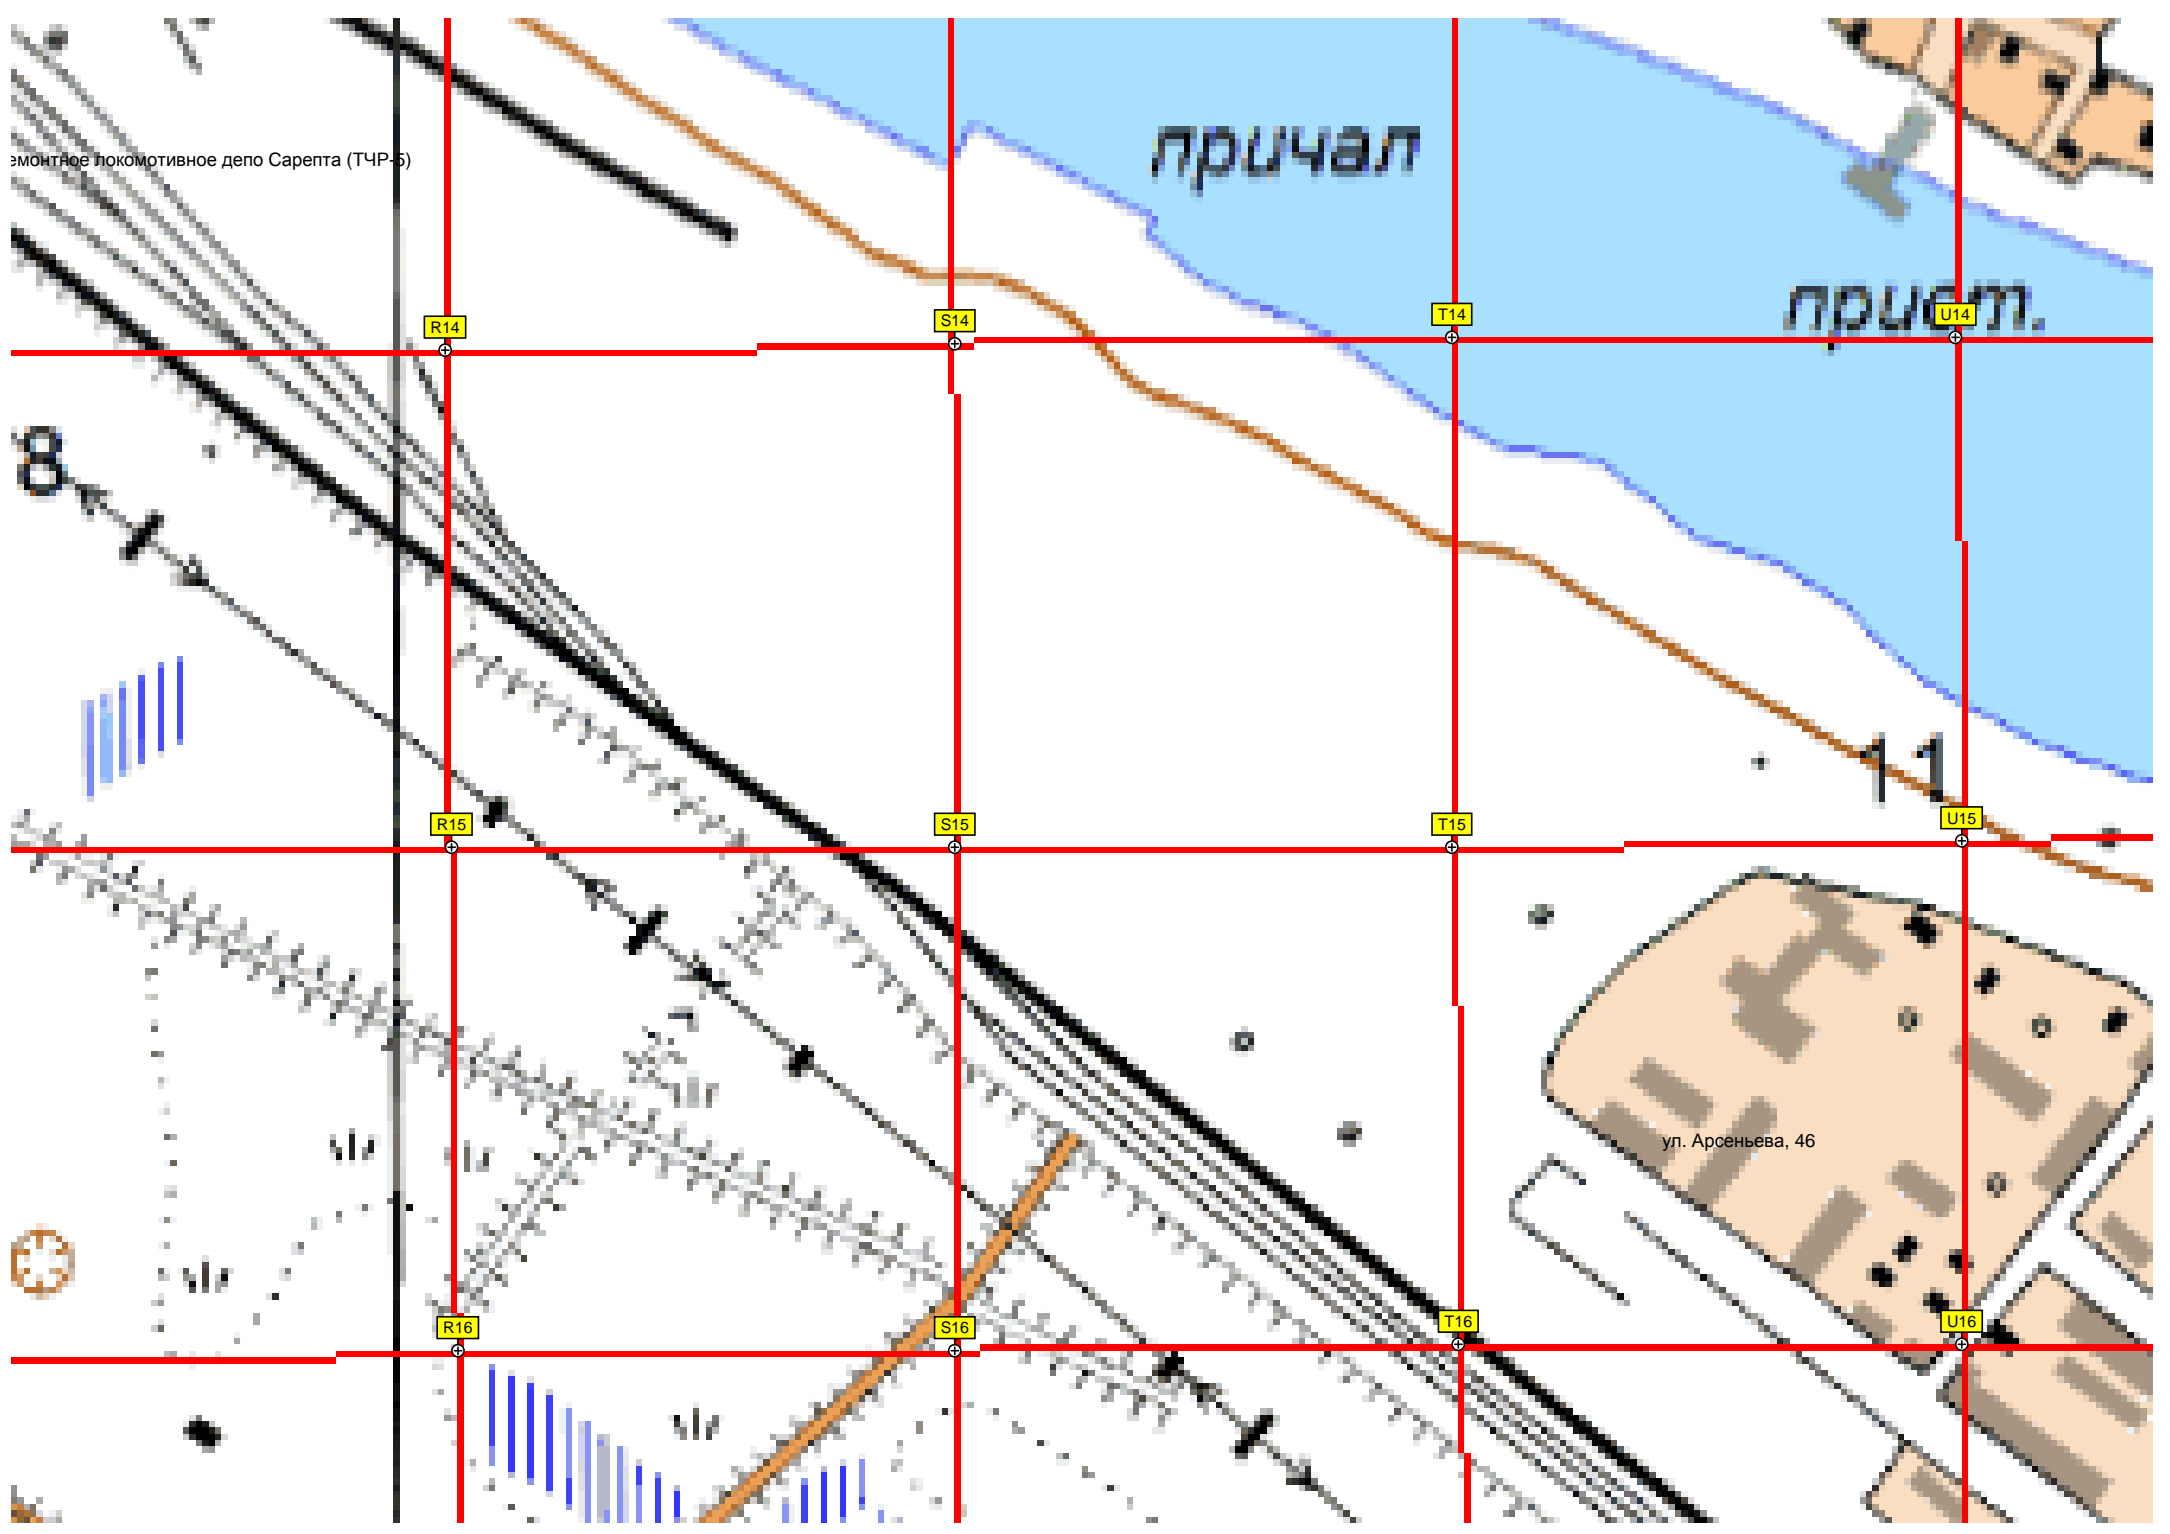 причал
емонтное локомотивное депо Сарепта (ТЧР-5)
прист.
R14
S14
T14
U14
8
11
R15
S15
T15
U15
ул. Арсеньева, 46
R16
S16
T16
U16